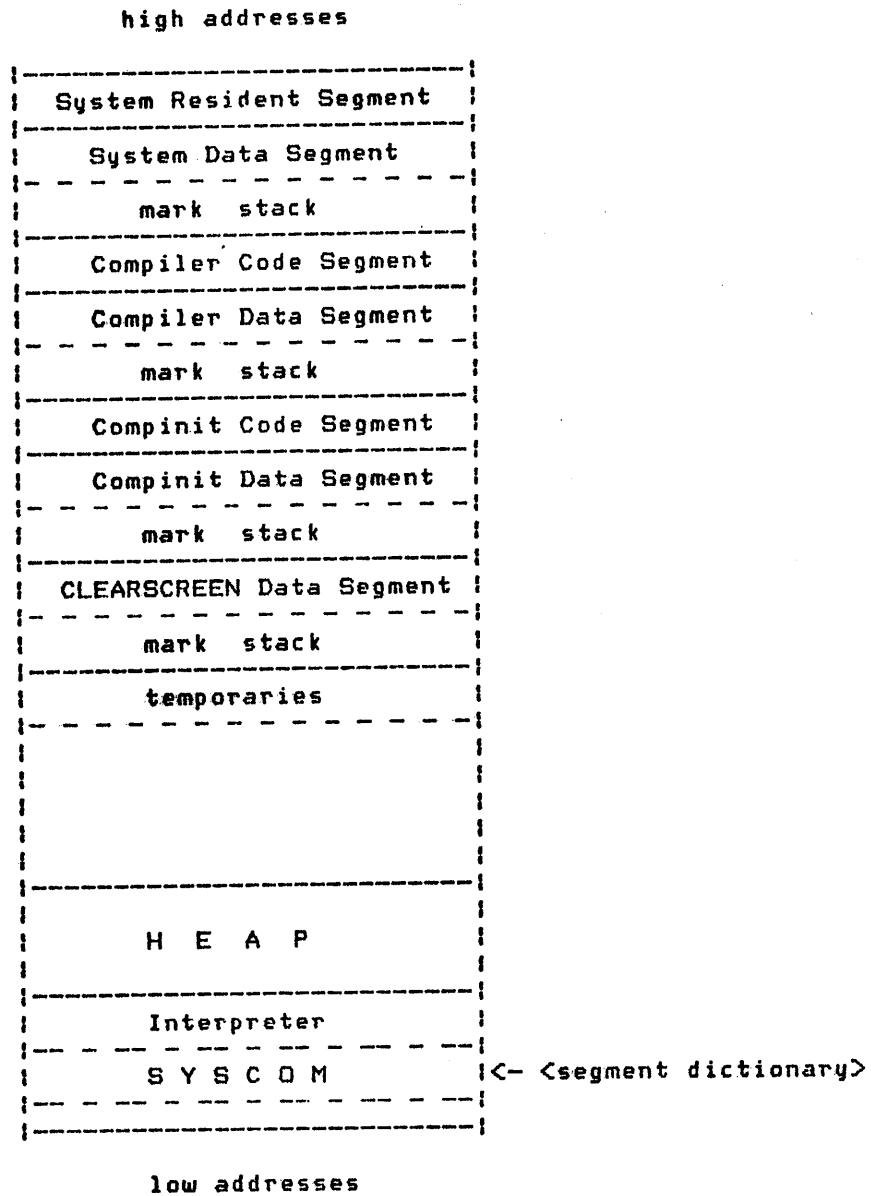 high addresses
System Resident Segment
System Data Segment
mark stack
Compiler Code Segment
Compiler Data Segment
mark stack
Compinit Code Segment
Compinit Data Segment
mark stack
CLEARSCREEN Data Segment
mark stack
temporaries
H E A P
Interpreter
S Y S C O M <- <segment dictionary>
low addresses